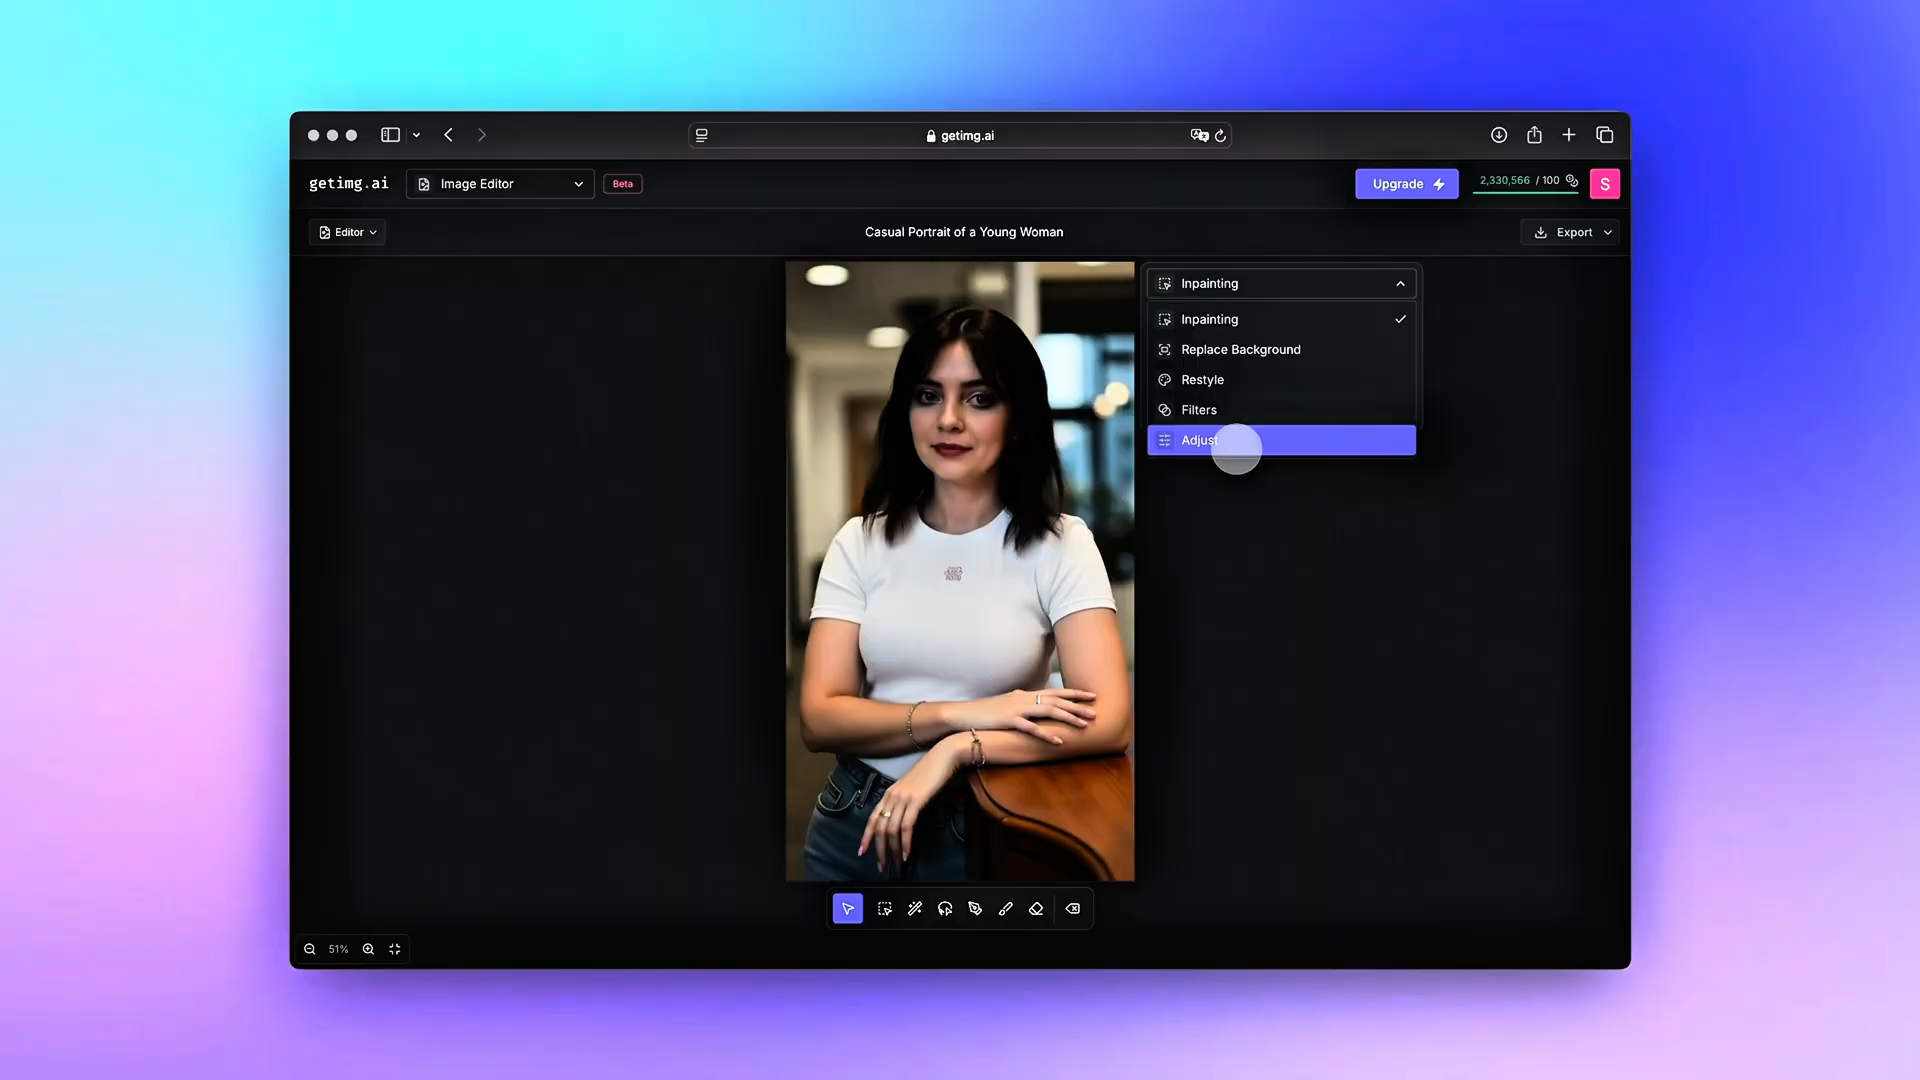 getimg.ai
getimg.ai
Image Editor
Beta
Upgrade
2,330,566 / 100
S
Editor
Casual Portrait of a Young Woman
Export
Inpainting
Inpainting
Replace Background
Restyle
Filters
Adjust
51%